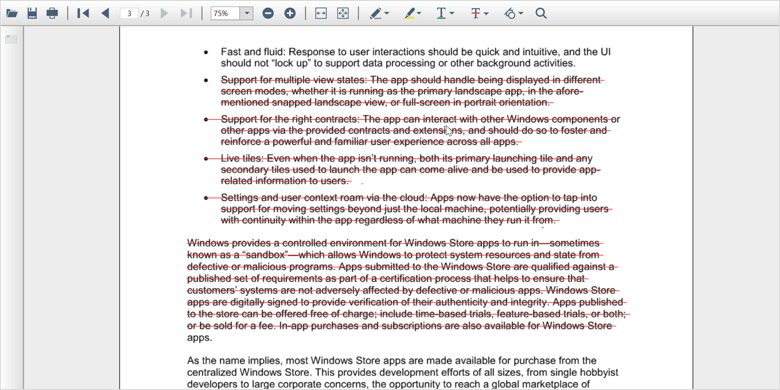 3 / 3
75%
• Fast and fluid: Response to user interactions should be quick and intuitive, and the UI
should not “lock up” to support data processing or other background activities.
• Support for multiple view states: The app should handle being displayed in different
screen modes, whether it is running as the primary landscape app, in the afore-
mentioned snapped landscape view, or full-screen in portrait orientation.
• Support for the right contracts: The app can interact with other Windows components or
other apps via the provided contracts and extensions, and should do so to foster and
reinforce a powerful and familiar user experience across all apps.
• Live tiles: Even when the app isn’t running, both its primary launching tile and any
secondary tiles used to launch the app can come alive and be used to provide app-
related information to users.
• Settings and user context roam via the cloud: Apps now have the option to tap into
support for moving settings beyond just the local machine, potentially providing users
with continuity within the app regardless of what machine they run it from.
Windows provides a controlled environment for Windows Store apps to run in—sometimes
known as a “sandbox”—which allows Windows to protect system resources and state from
defective or malicious programs. Apps submitted to the Windows Store are qualified against a
published set of requirements as part of a certification process that helps to ensure that
customers’ systems are not adversely affected by defective or malicious apps. Windows Store
apps are digitally signed to provide verification of their authenticity and integrity. Apps published
to the store can be offered free of charge; include time-based trials, feature-based trials, or both;
or be sold for a fee. In-app purchases and subscriptions are also available for Windows Store
apps.
As the name implies, most Windows Store apps are made available for purchase from the
centralized Windows Store. This provides development efforts of all sizes, from single hobbyist
developers to large corporate concerns, the opportunity to reach a global marketplace of